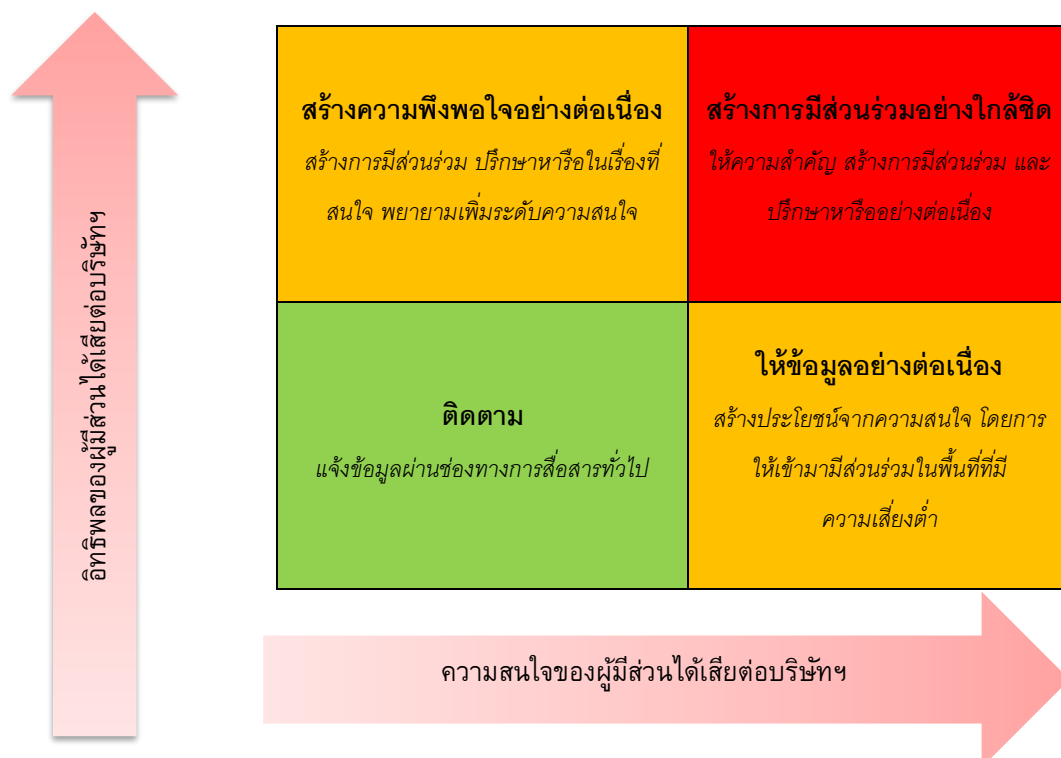 อิทธิพลของผู้มีส่วนได้เสียต่อบริษัทฯ
สร้างความพึงพอใจอย่างต่อเนื่อง
สร้างการมีส่วนร่วม ปรึกษาหารือในเรื่องที่
สนใจ พยายามเพิ่มระดับความสนใจ
สร้างการมีส่วนร่วมอย่างใกล้ชิด
ให้ความสำคัญ สร้างการมีส่วนร่วม และ
ปรึกษาหารืออย่างต่อเนื่อง
ติดตาม
แจ้งข้อมูลผ่านช่องทางการสื่อสารทั่วไป
ให้ข้อมูลอย่างต่อเนื่อง
สร้างประโยชน์จากความสนใจ โดยการ
ให้เข้ามามีส่วนร่วมในพื้นที่ที่มี
ความเสี่ยงต่ำ
ความสนใจของผู้มีส่วนได้เสียต่อบริษัทฯ